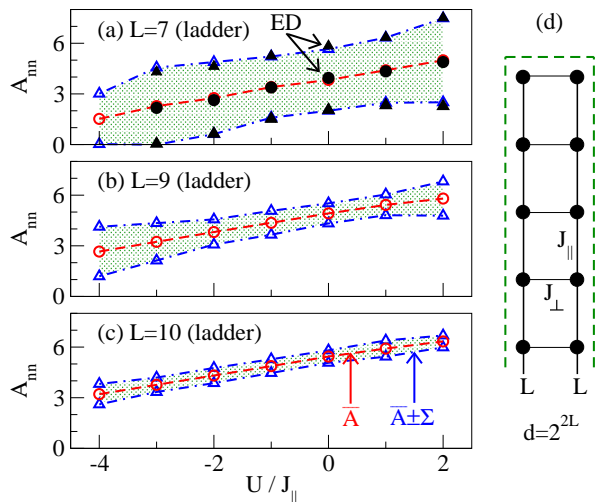 (a) L=7 (ladder)
ED
A_nn
6
3
0
(b) L=9 (ladder)
A_nn
6
3
0
(c) L=10 (ladder)
A_nn
6
3
0
A̅
A̅±Σ
-4 -2 0 2
U / J_||
(d)
J_||
J_⊥
L L
d=2^2L